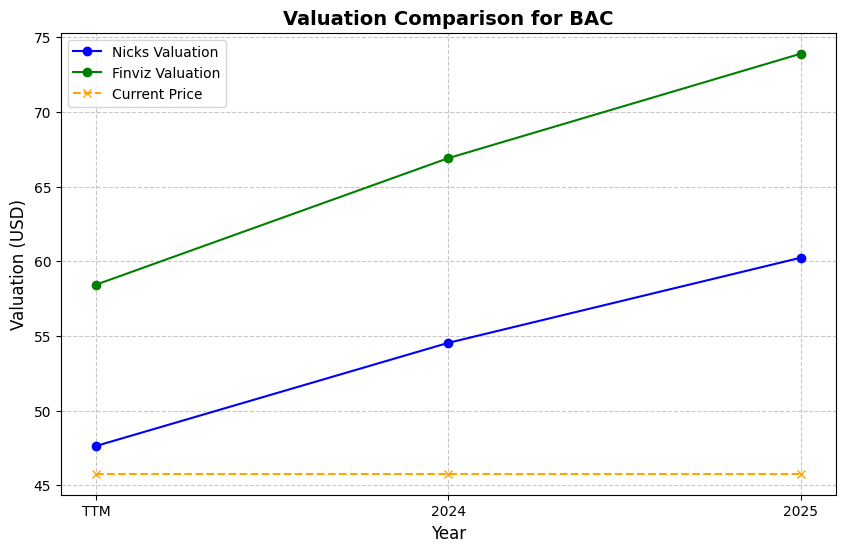 Valuation Comparison for BAC
Nicks Valuation
Finviz Valuation
Current Price
Valuation (USD)
75
70
65
60
55
50
45
TTM
2024
2025
Year